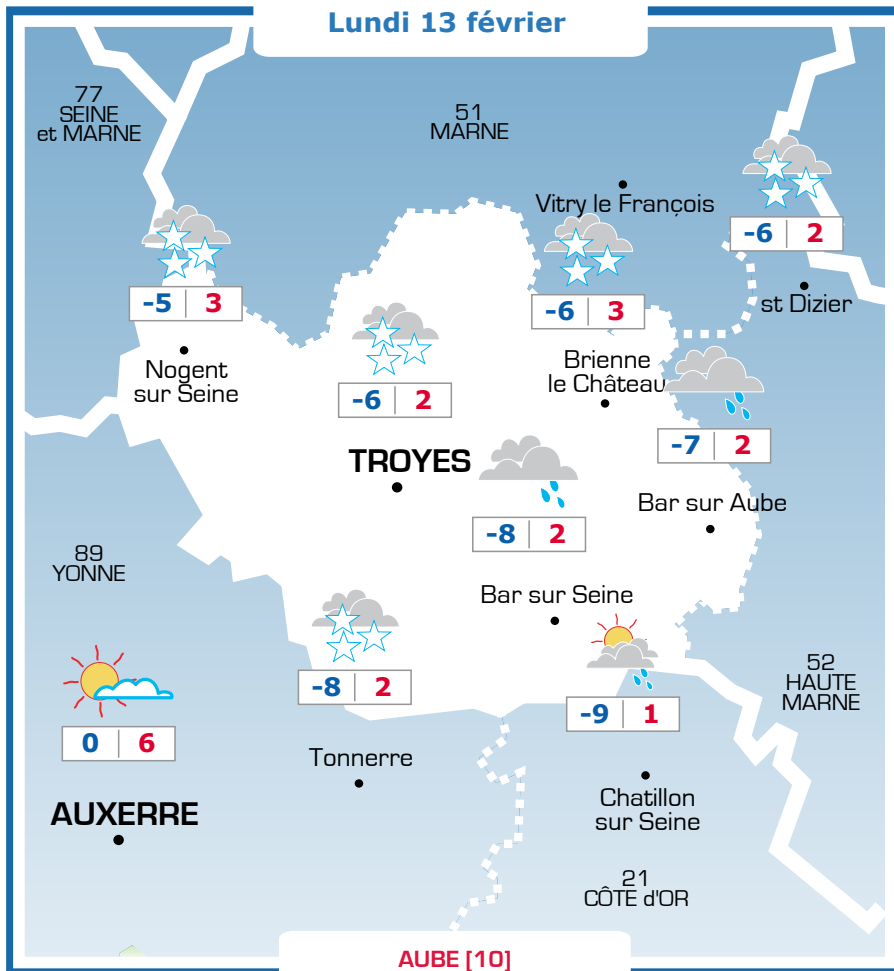 Lundi 13 février
77
SEINE
et MARNE
51
MARNE
Vitry le François
-6 2
st Dizier
-5 3
Nogent
sur Seine
-6 3
Brienne
le Château
-6 2
TROYES
-7 2
Bar sur Aube
-8 2
Bar sur Seine
89
YONNE
0 6
AUXERRE
-8 2
Tonnerre
-9 1
Chatillon
sur Seine
52
HAUTE
MARNE
21
CÔTE d'OR
AUBE [10]